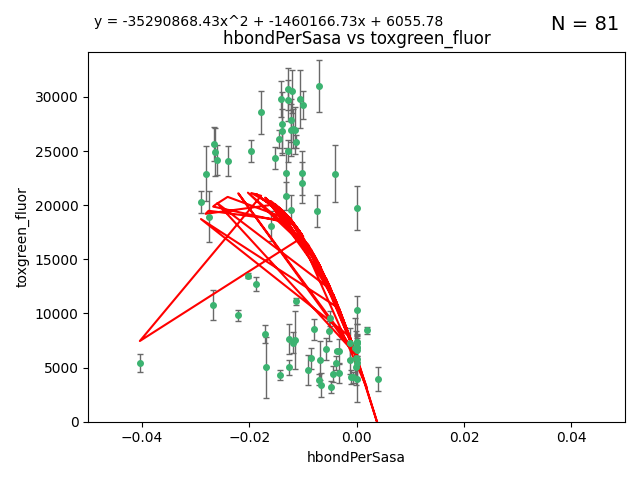 y = -35290868.43x^2 + -1460166.73x + 6055.78
N = 81
hbondPerSasa vs toxgreen_fluor
30000
25000
20000
15000
10000
5000
0
toxgreen_fluor
−0.04
−0.02
0.00
0.02
0.04
hbondPerSasa